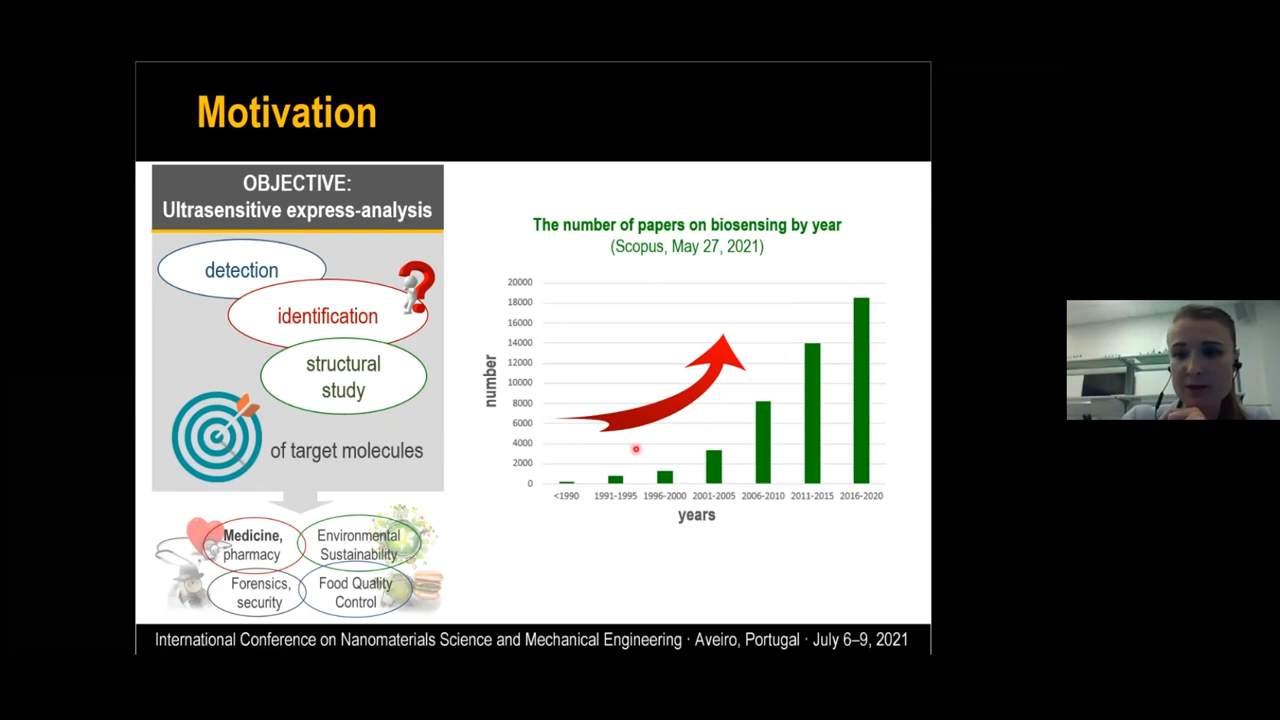 Motivation
OBJECTIVE:
Ultrasensitive express-analysis
detection
identification
structural
study
of target molecules
Medicine,
pharmacy
Environmental
Sustainability
Forensics,
security
Food Quality
Control
The number of papers on biosensing by year
(Scopus, May 27, 2021)
number
20000
18000
16000
14000
12000
10000
8000
6000
4000
2000
0
<1990 1991-1995 1996-2000 2001-2005 2006-2010 2011-2015 2016-2020
years
International Conference on Nanomaterials Science and Mechanical Engineering · Aveiro, Portugal · July 6–9, 2021